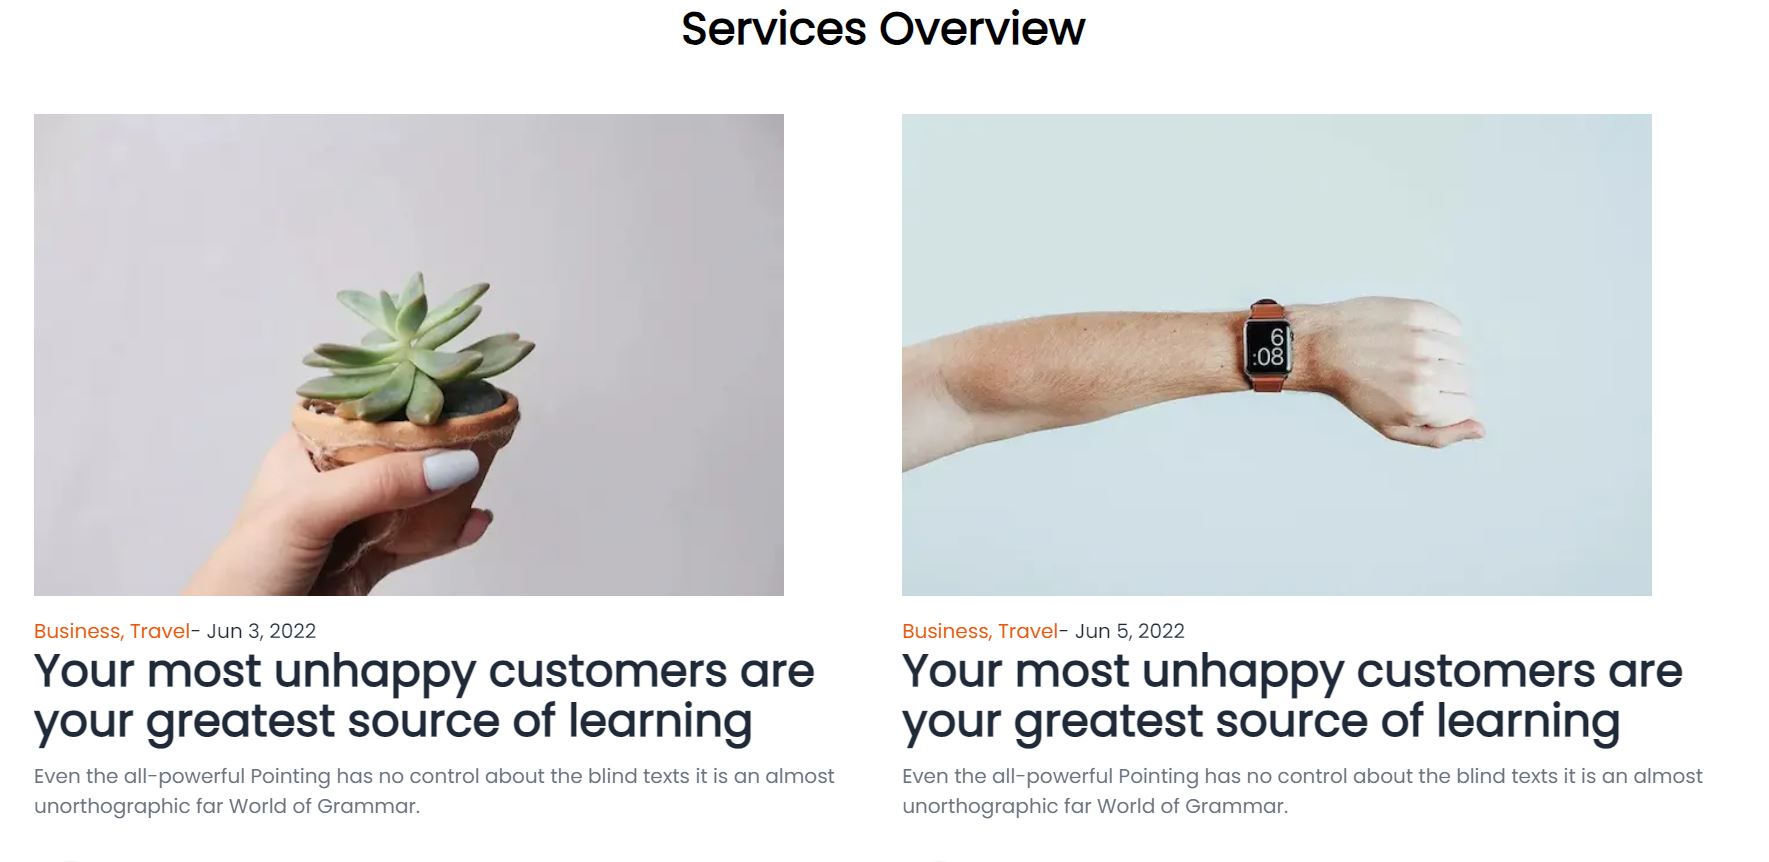 Services Overview
6
:08
Business, Travel- Jun 3, 2022
Your most unhappy customers are
your greatest source of learning
Even the all-powerful Pointing has no control about the blind texts it is an almost
unorthographic far World of Grammar.
Business, Travel- Jun 5, 2022
Your most unhappy customers are
your greatest source of learning
Even the all-powerful Pointing has no control about the blind texts it is an almost
unorthographic far World of Grammar.